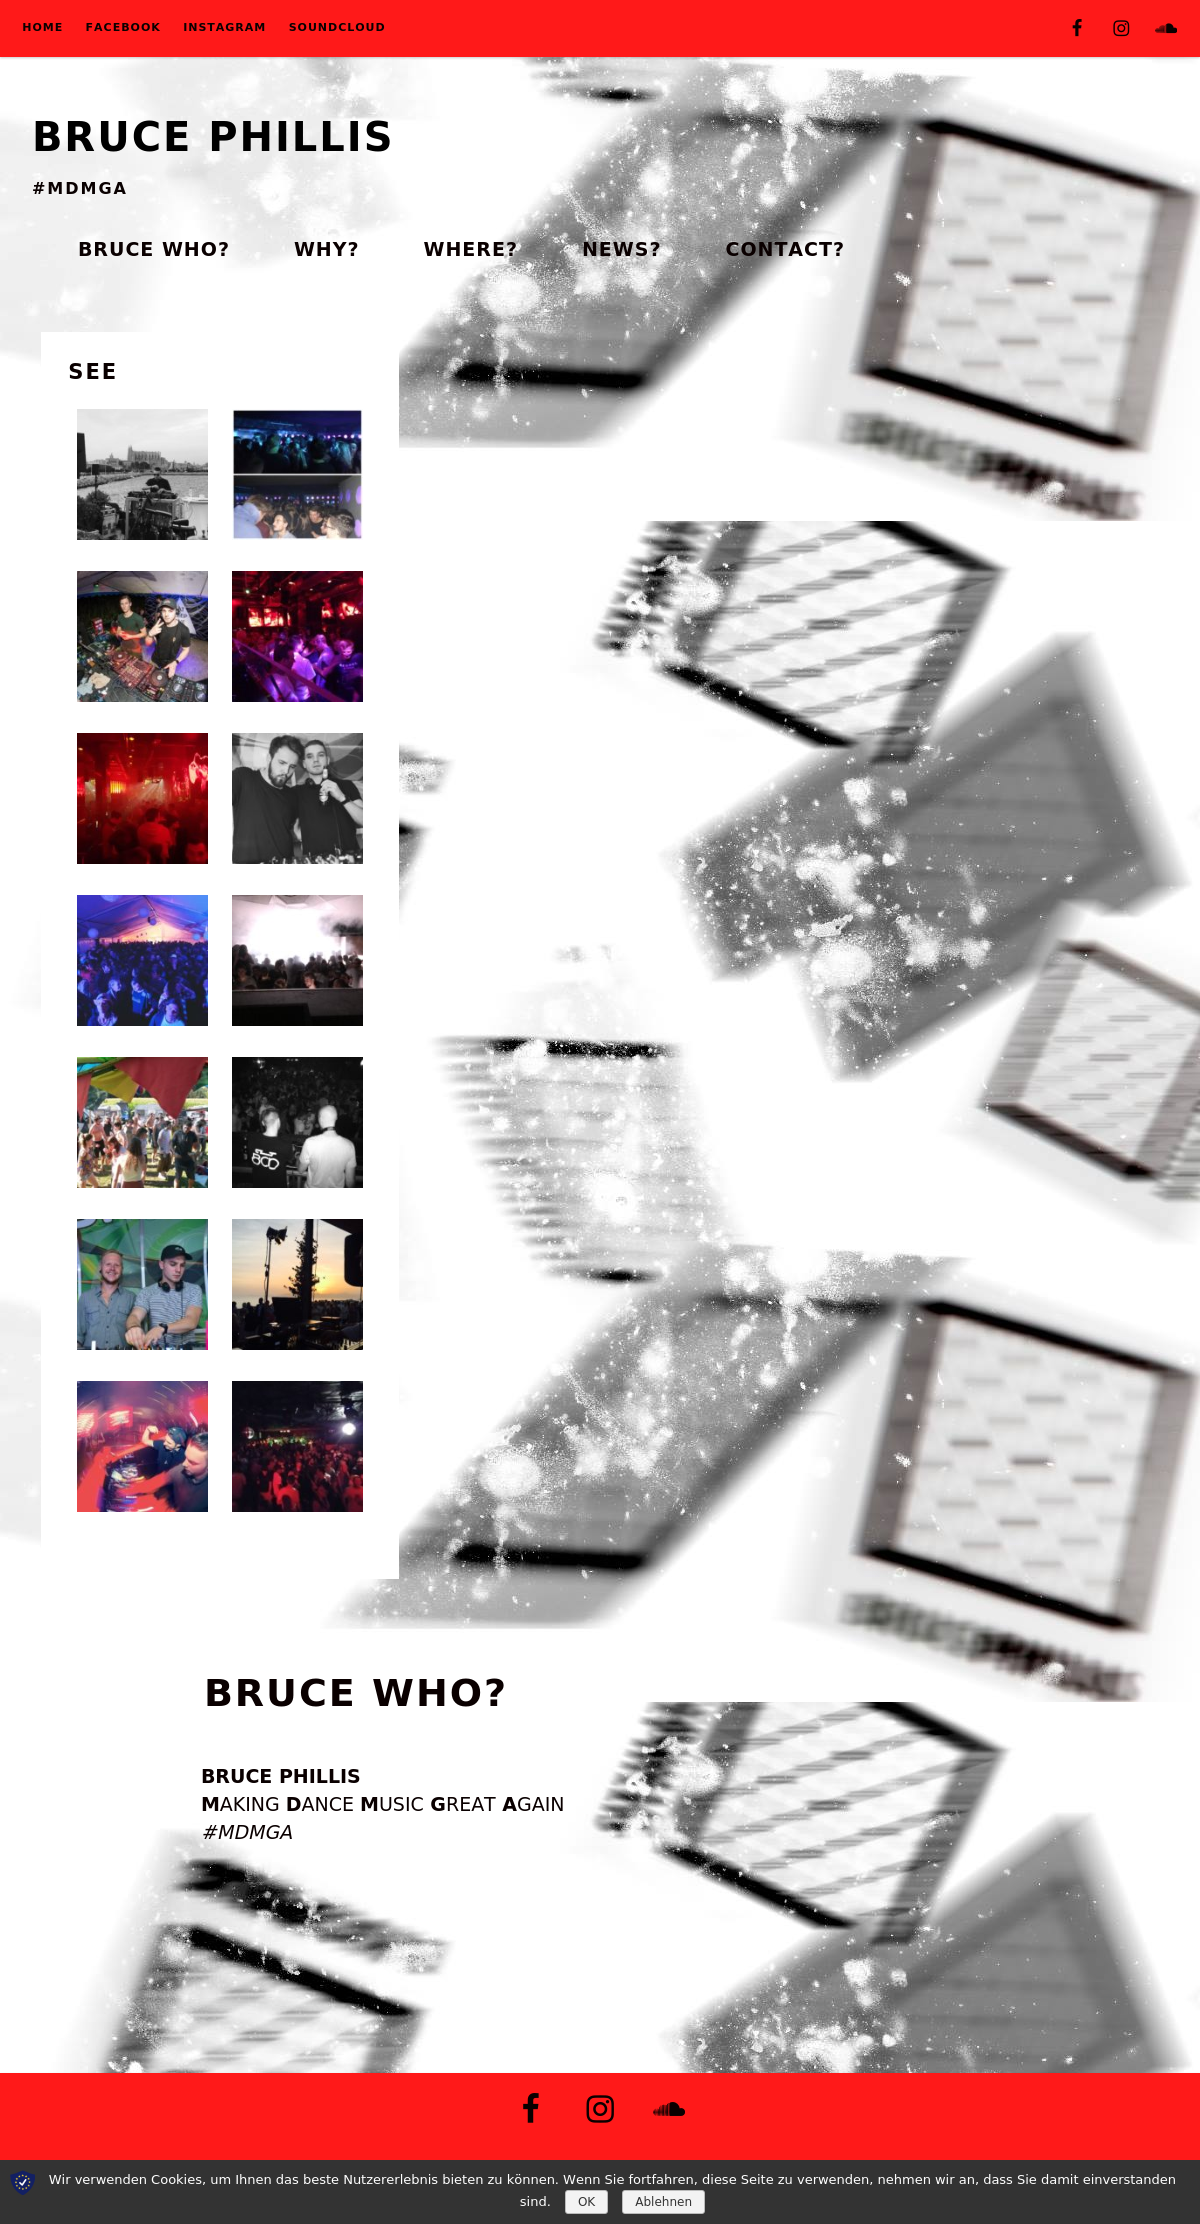 HOME FACEBOOK INSTAGRAM SOUNDCLOUD
BRUCE PHILLIS
#MDMGA
BRUCE WHO? WHY? WHERE? NEWS? CONTACT?
SEE
BRUCE WHO?
BRUCE PHILLIS
MAKING DANCE MUSIC GREAT AGAIN
#MDMGA
Wir verwenden Cookies, um Ihnen das beste Nutzererlebnis bieten zu können. Wenn Sie fortfahren, diese Seite zu verwenden, nehmen wir an, dass Sie damit einverstanden
sind. OK Ablehnen